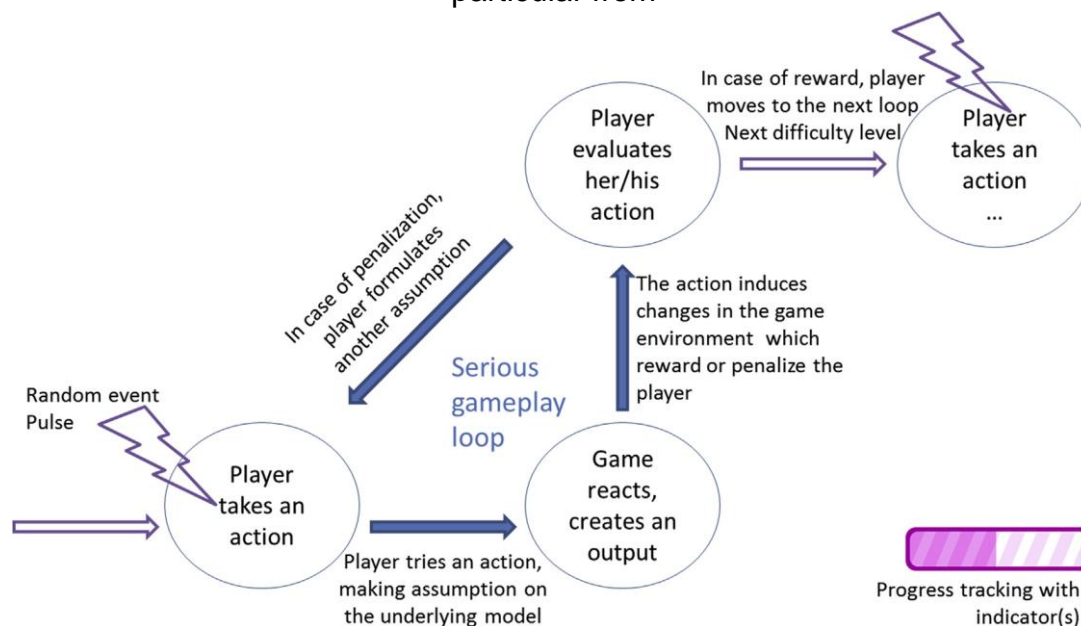 In case of reward, player
moves to the next loop
Next difficulty level
Player
evaluates
her/his
action
Player
takes an
action
...
In case of penalization,
player formulates
another assumption
The action induces
changes in the game
environment which
reward or penalize the
player
Serious
gameplay
loop
Random event
Pulse
Player
takes an
action
Game
reacts,
creates an
output
Player tries an action,
making assumption on
the underlying model
Progress tracking with
indicator(s)